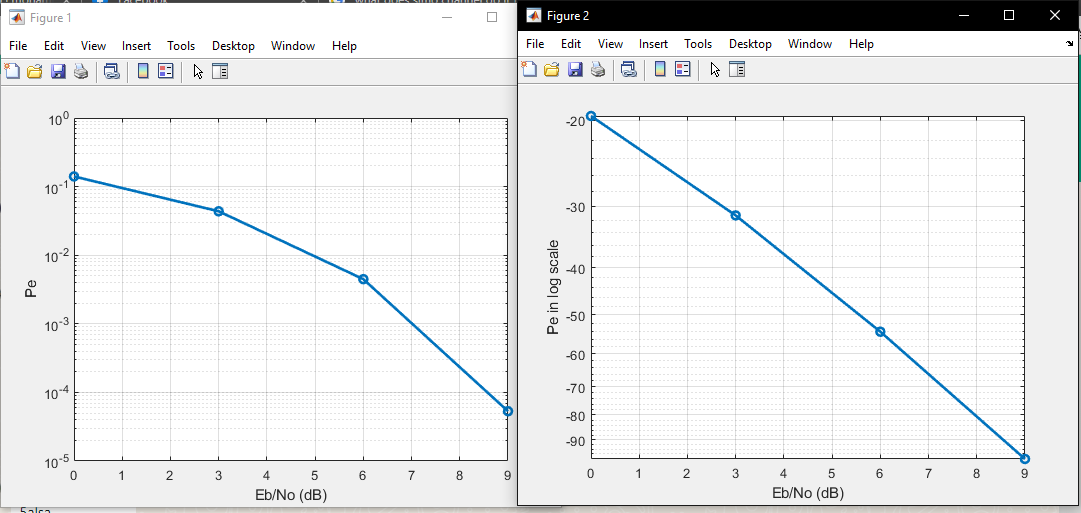 Facebook
Figure 1
File Edit View Insert Tools Desktop Window Help
10^0
10^-1
10^-2
10^-3
10^-4
10^-5
Pe
0 1 2 3 4 5 6 7 8 9
Eb/No (dB)
Figure 2
File Edit View Insert Tools Desktop Window Help
-20
-30
-40
-50
-60
-70
-80
-90
Pe in log scale
0 1 2 3 4 5 6 7 8 9
Eb/No (dB)